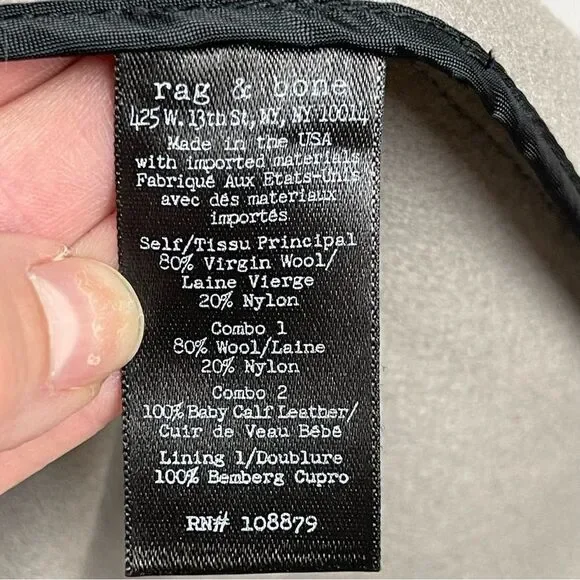 rag & bone
425 W. 13th St, NY, NY 10011
Made in the USA
with imported materials
Fabriqué Aux Etats-Unis
avec dés materiaux
importés
Self/Tissu Principal
80% Virgin Wool/
Laine Vierge
20% Nylon
Combo 1
80% Wool/Laine
20% Nylon
Combo 2
100% Baby Calf Leather/
Cuir de Veau Bébé
Lining 1/Doublure
100% Bemberg Cupro
RN# 108879